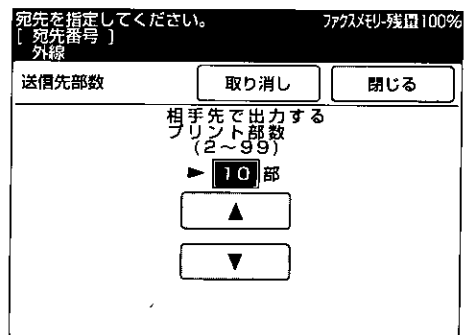 宛先を指定してください。 ファクスメモリー残量100%
[ 宛先番号 ]
外線
送信先部数 取り消し 閉じる
相手先で出力する
プリント部数
(2～99)
► 10 部
▲
▼